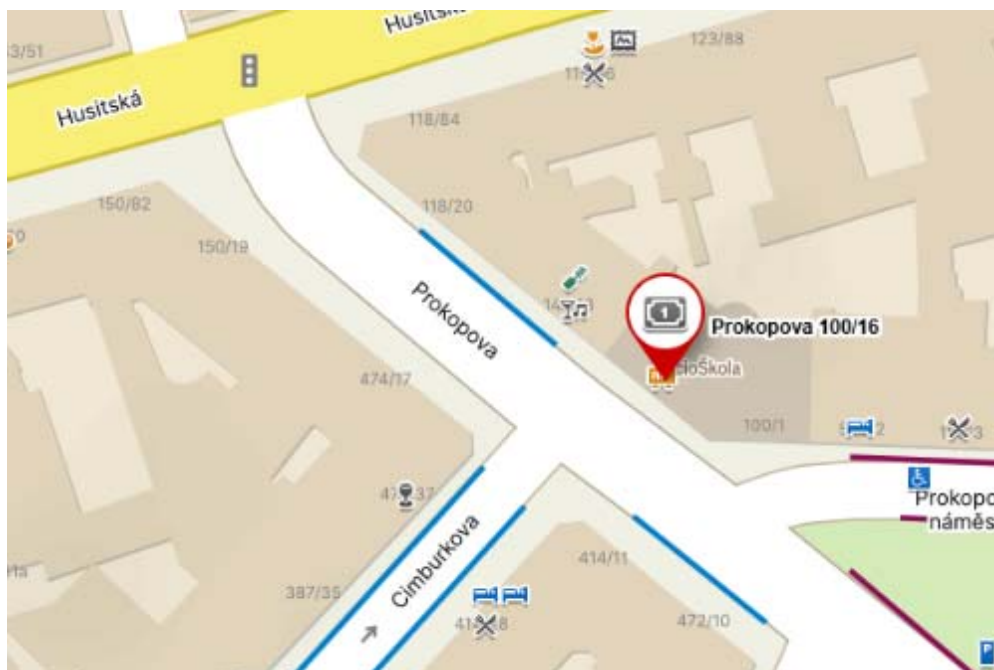 Husitská
123/88
3/51
Husitská
118/84
150/82
118/20
150/19
Prokopova
Prokopova 100/16
Škola
474/17
100/1
Cimburkova
414/11
387/35
472/10